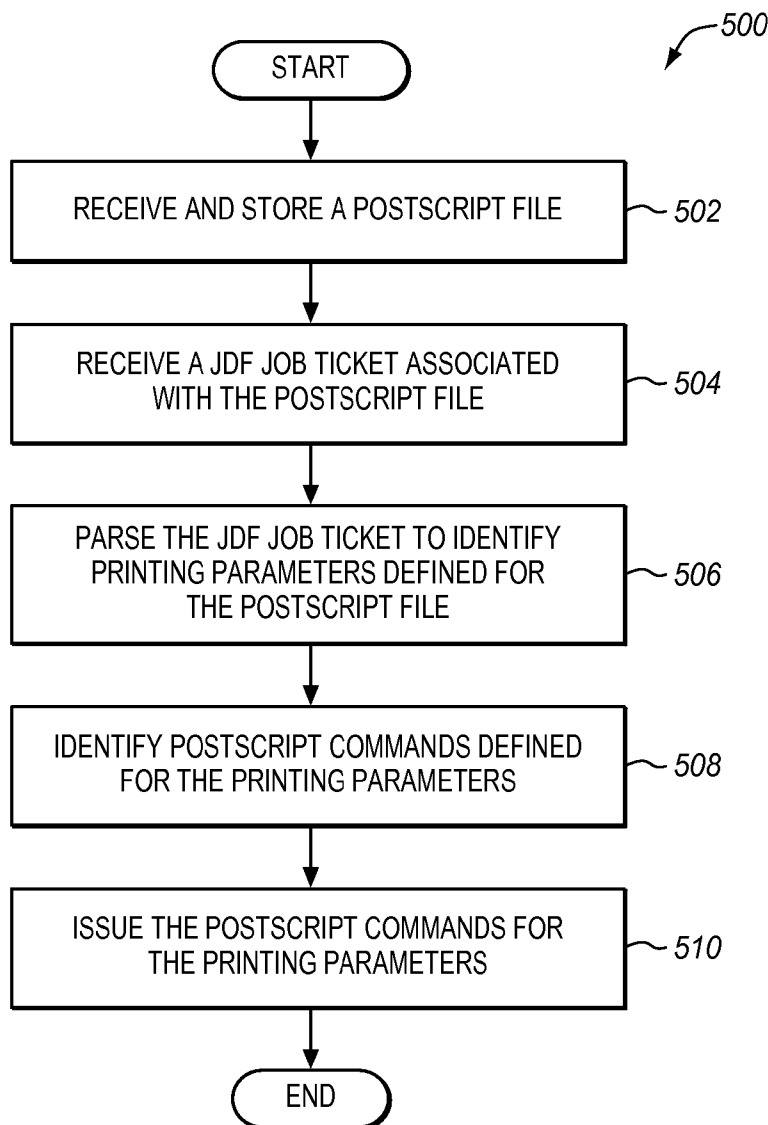 500
START
RECEIVE AND STORE A POSTSCRIPT FILE
502
RECEIVE A JDF JOB TICKET ASSOCIATED
WITH THE POSTSCRIPT FILE
504
PARSE THE JDF JOB TICKET TO IDENTIFY
PRINTING PARAMETERS DEFINED FOR
THE POSTSCRIPT FILE
506
IDENTIFY POSTSCRIPT COMMANDS DEFINED
FOR THE PRINTING PARAMETERS
508
ISSUE THE POSTSCRIPT COMMANDS FOR
THE PRINTING PARAMETERS
510
END